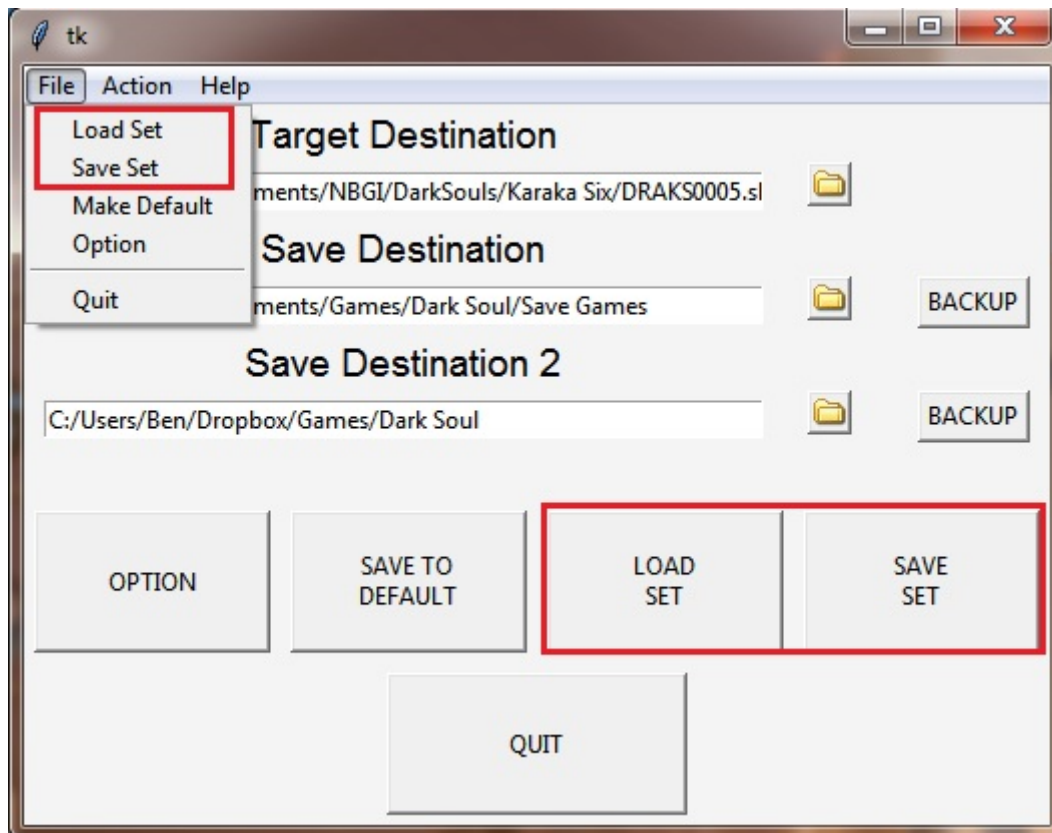 tk
File Action Help
Load Set
Save Set
Make Default
Option
Quit
Target Destination
ments/NBGI/DarkSouls/Karaka Six/DRAKS0005.sl
Save Destination
ments/Games/Dark Soul/Save Games
BACKUP
Save Destination 2
C:/Users/Ben/Dropbox/Games/Dark Soul
BACKUP
OPTION
SAVE TO
DEFAULT
LOAD
SET
SAVE
SET
QUIT